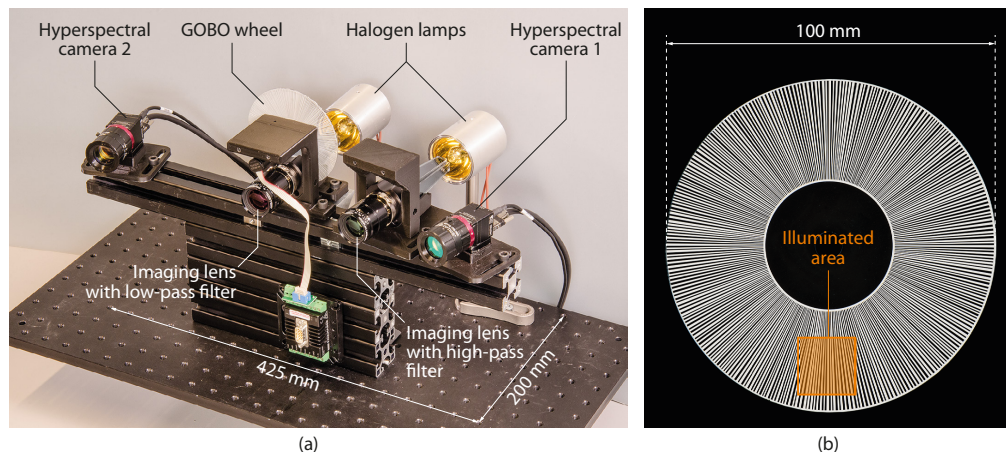 Hyperspectral
camera 2
GOBO wheel
Halogen lamps
Hyperspectral
camera 1
Imaging lens
with low-pass filter
Imaging lens
with high-pass
filter
425 mm
200 mm
(a)
100 mm
Illuminated
area
(b)